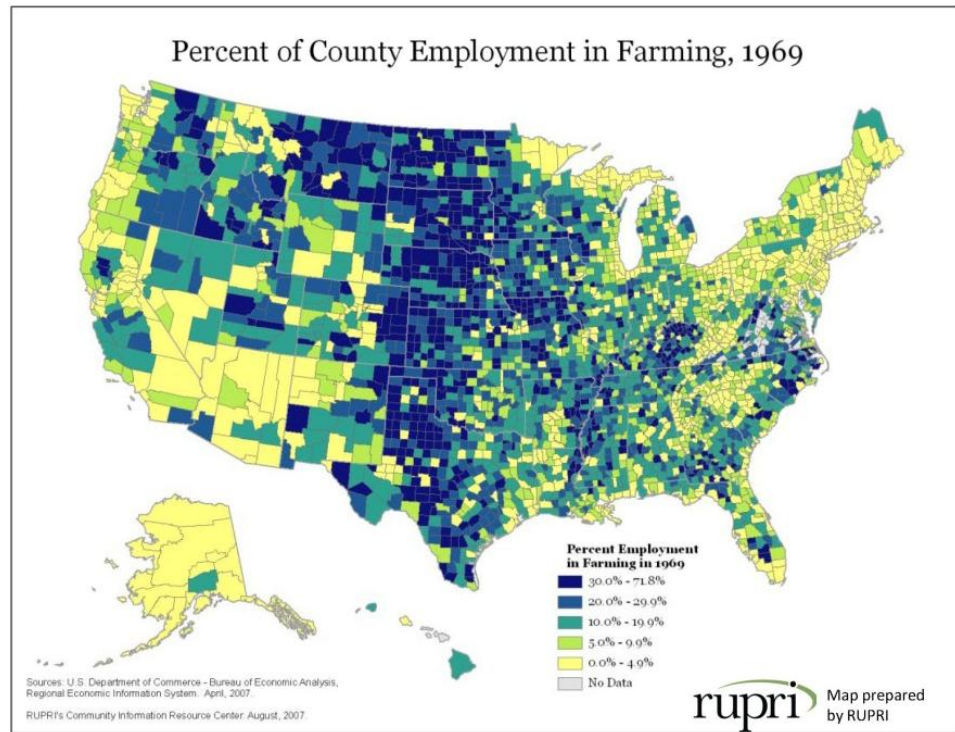 Percent of County Employment in Farming, 1969
Percent Employment
in Farming in 1969
30.0% - 71.8%
20.0% - 29.9%
10.0% - 19.9%
5.0% - 9.9%
0.0% - 4.9%
No Data
Sources: U.S. Department of Commerce - Bureau of Economic Analysis,
Regional Economic Information System. April, 2007.
RUPRI's Community Information Resource Center. August, 2007.
rupri
Map prepared
by RUPRI